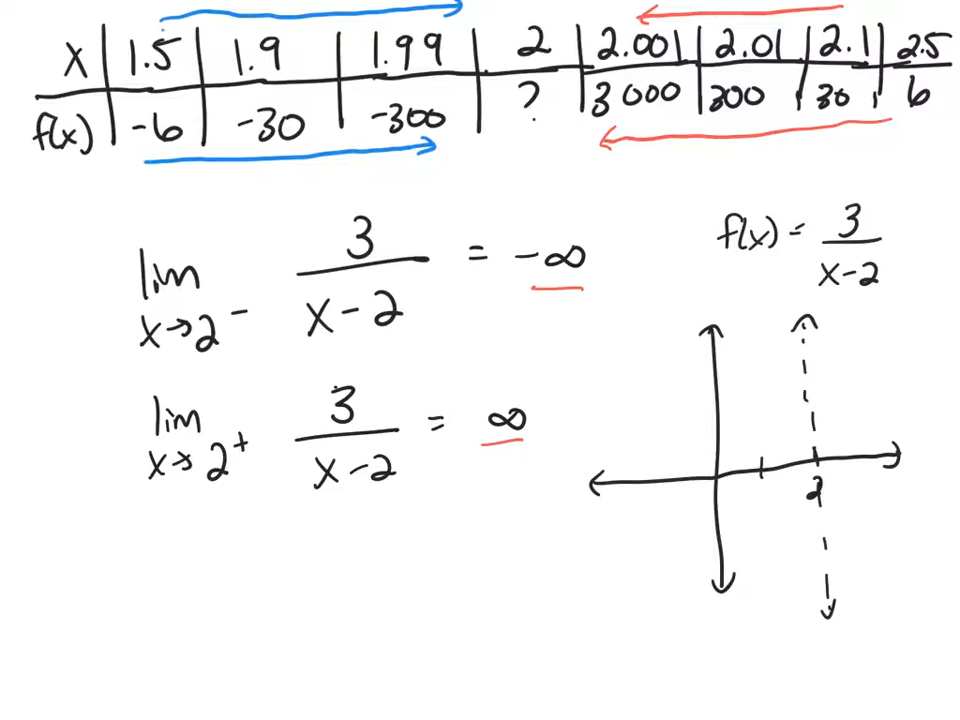 x | 1.5 | 1.9 | 1.99 | 2 | 2.001 | 2.01 | 2.1 | 2.5
f(x) | -6 | -30 | -300 | ? | 3000 | 300 | 30 | 6
lim x→2⁻ 3/(x-2) = -∞
f(x) = 3/(x-2)
lim x→2⁺ 3/(x-2) = ∞
2